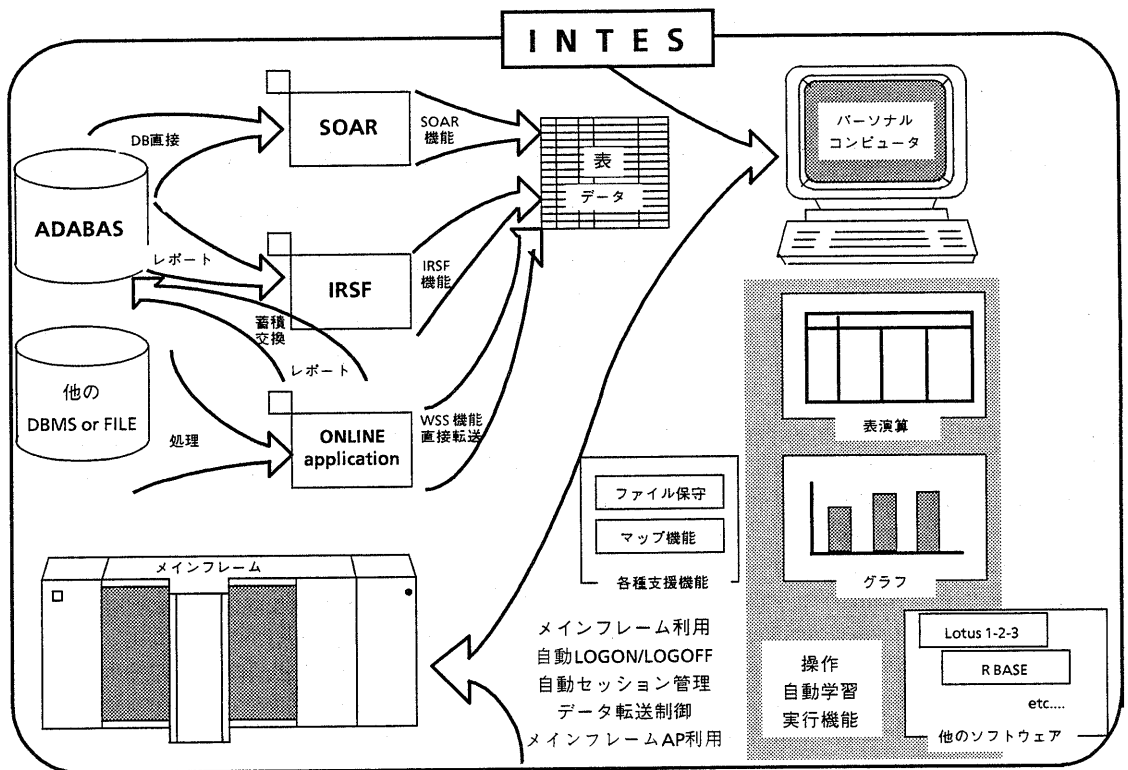 INTES
DB直接
SOAR
SOAR
機能
表
データ
パーソナル
コンピュータ
ADABAS
レポート
IRSF
IRSF
機能
蓄積
交換
レポート
他の
DBMS or FILE
処理
ONLINE
application
WSS機能
直接転送
表演算
ファイル保守
マップ機能
各種支援機能
グラフ
メインフレーム
メインフレーム利用
自動LOGON/LOGOFF
自動セッション管理
データ転送制御
メインフレームAP利用
操作
自動学習
実行機能
Lotus 1-2-3
R BASE
etc....
他のソフトウェア